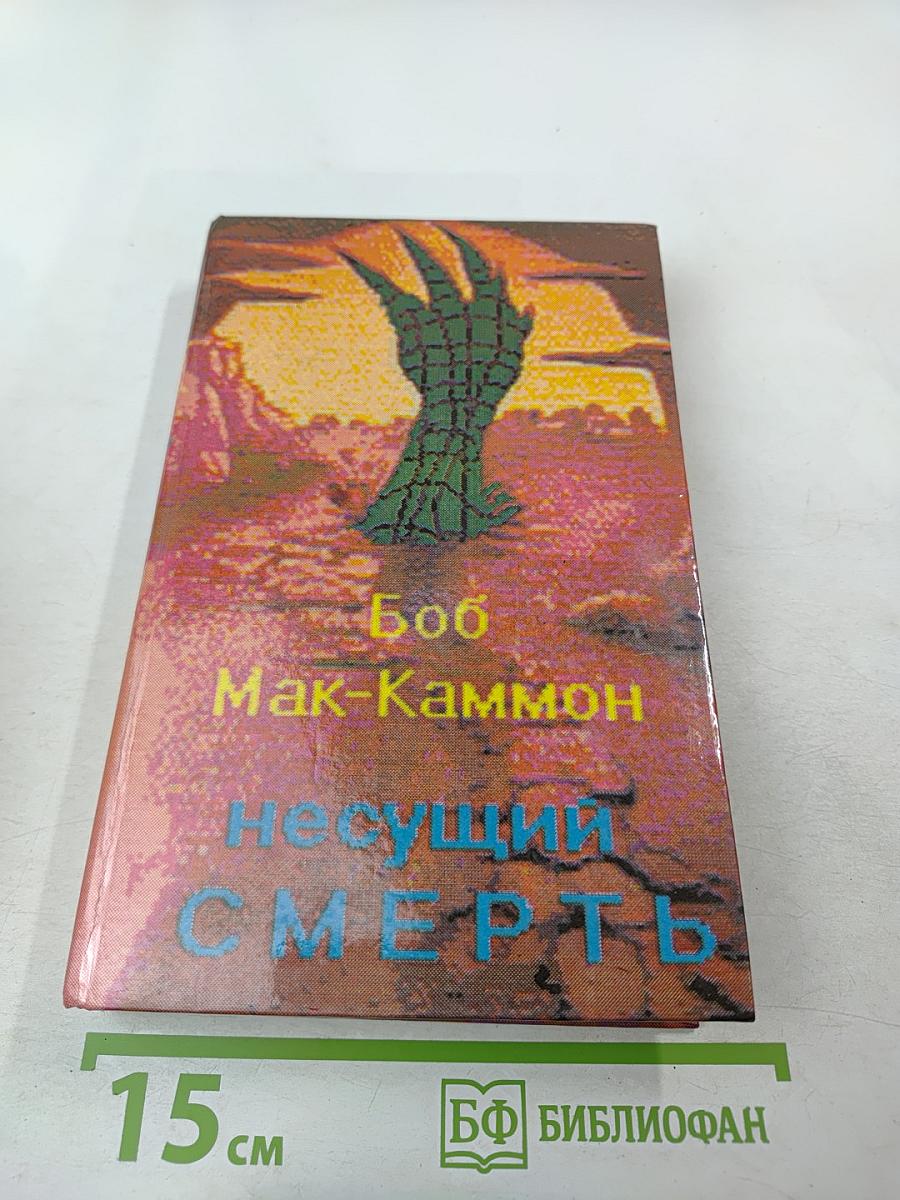 Боб
Мак-Каммон
несущий
СМЕРТЬ
15 см
БФ БИБЛИОФАН